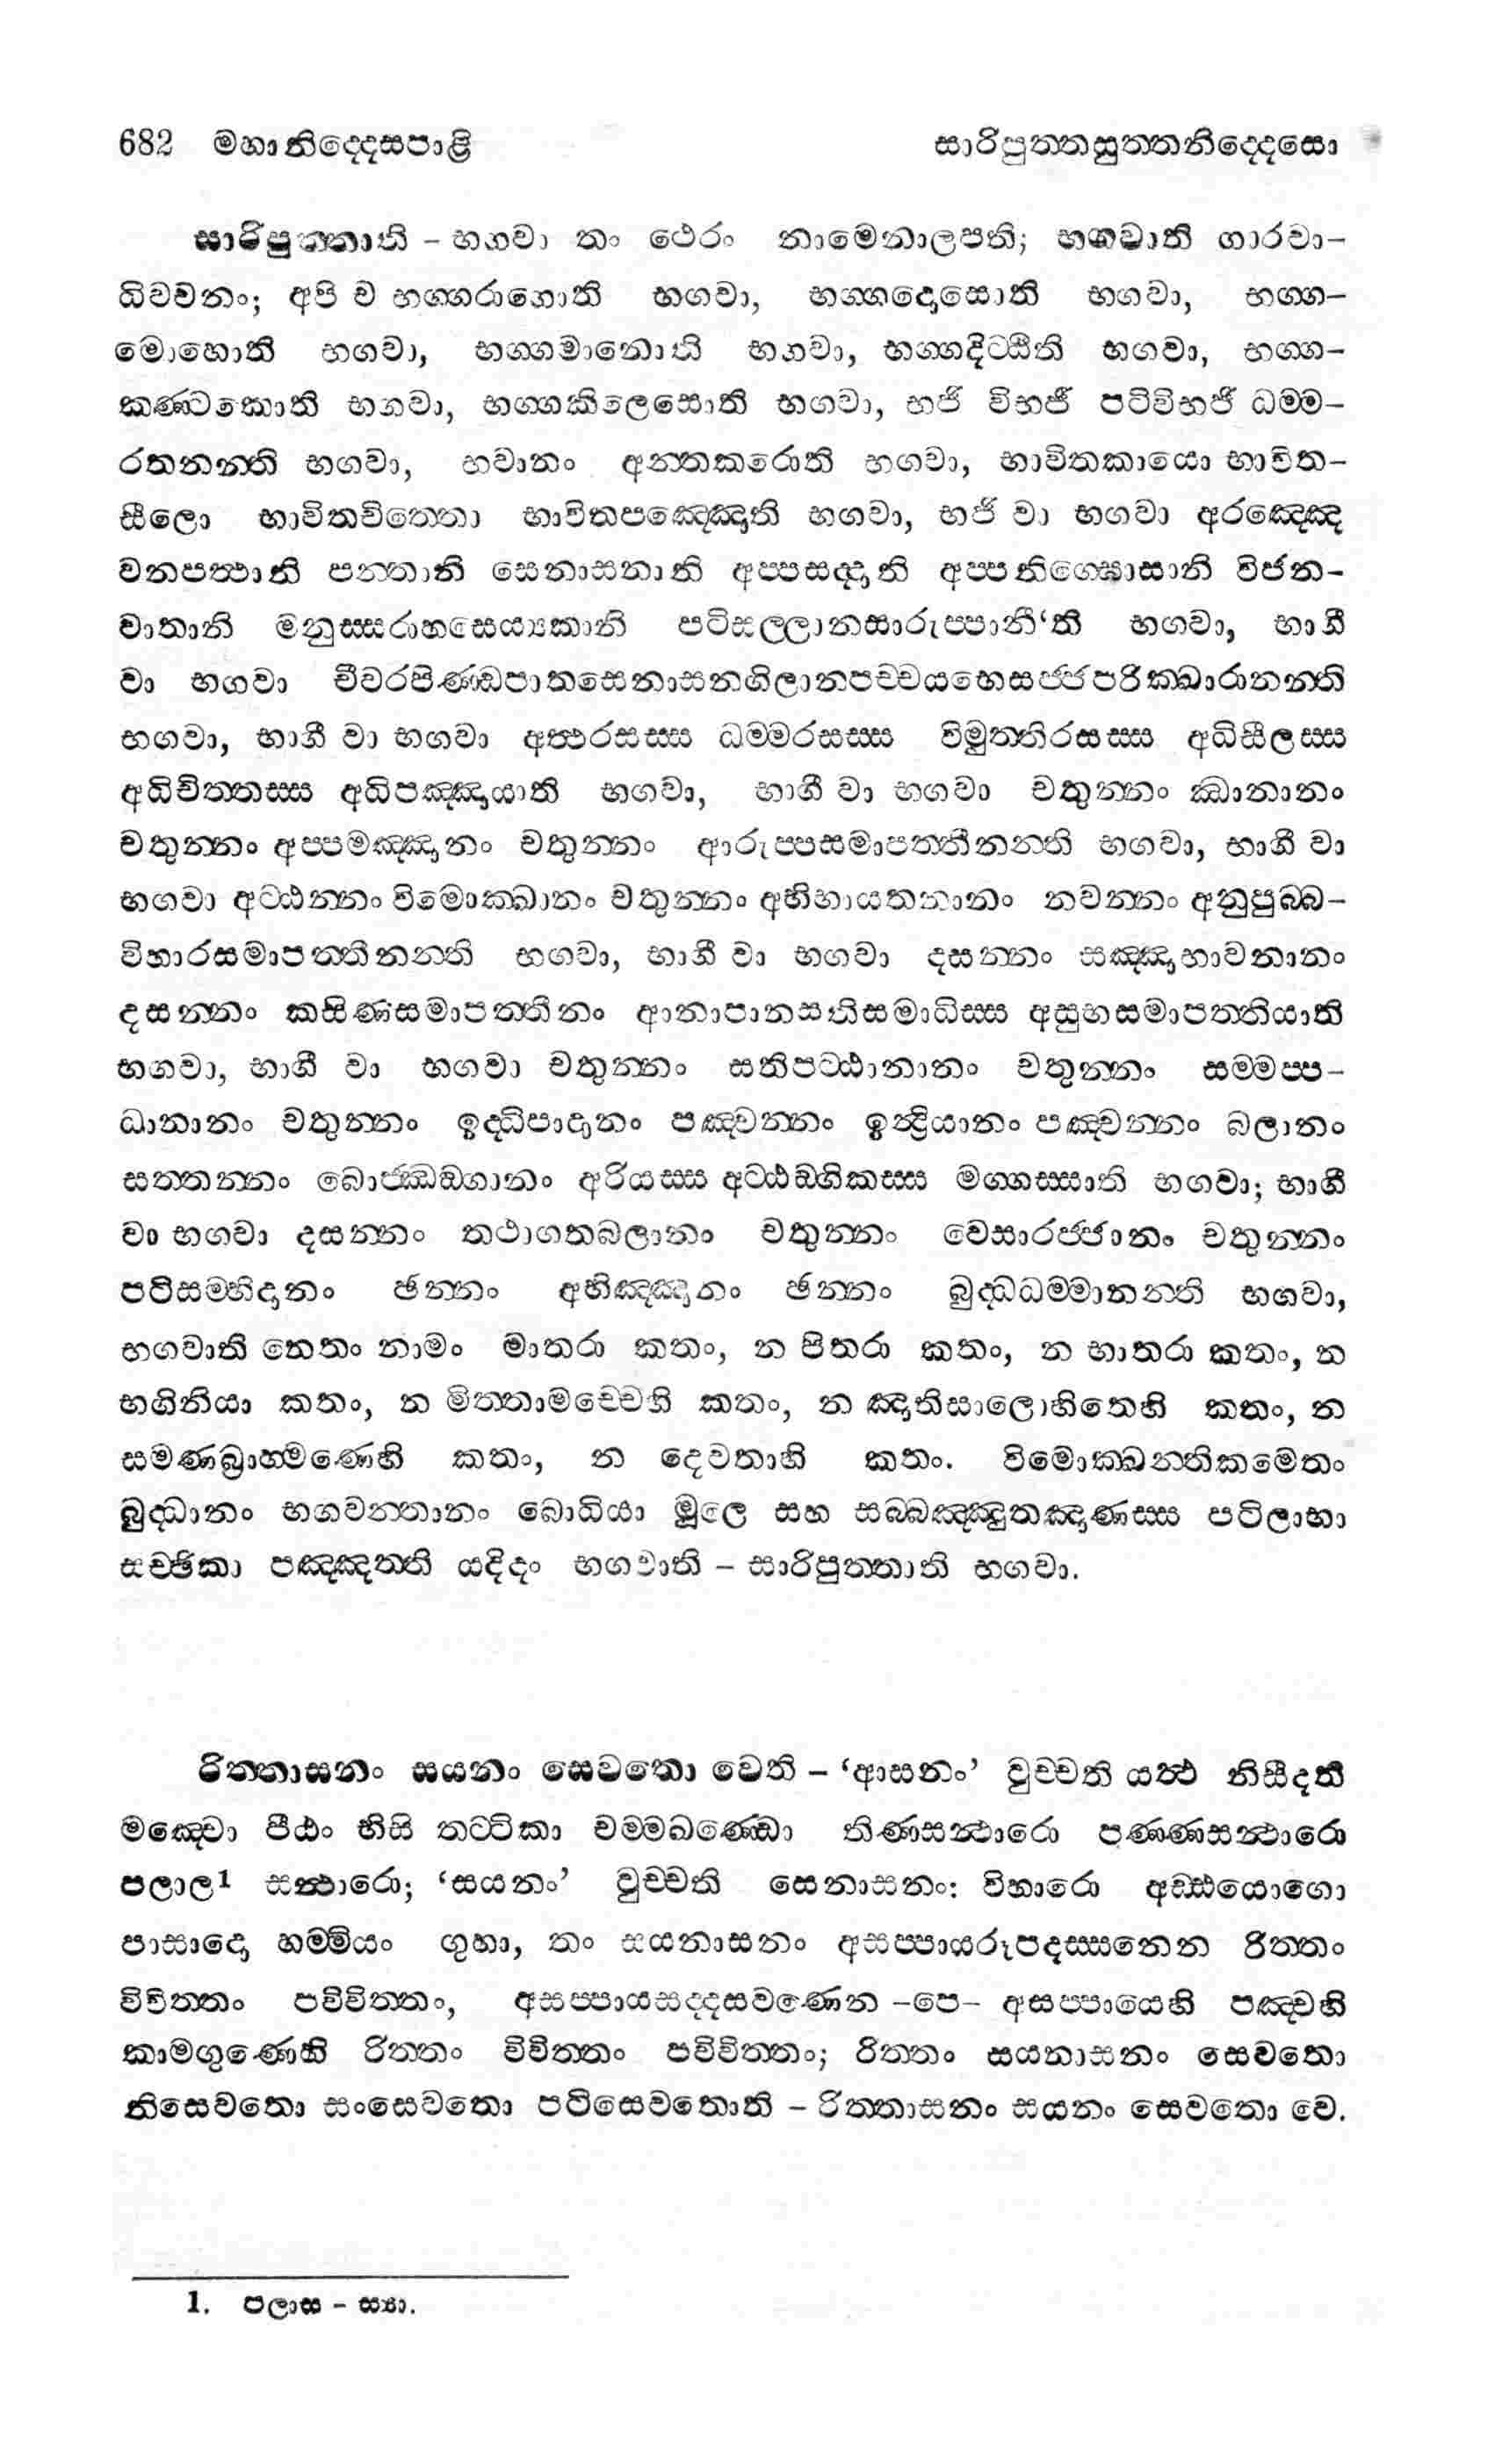 682 මහානිද්දෙසපාළි සාරිපුත්තසුත්තනිද්දෙසො
සාරිපුත්තාති – භගවා තං ථෙරං නාමෙනාලපති; භගවාති ගාරවා–
ධිවචනං; අපි ච භග්ගරාගොති භගවා, භග්ගදොසොති භගවා, භග්ග–
මොහොති භගවා, භග්ගමානොති භගවා, භග්ගදිට්ඨීති භගවා, භග්ග–
කණ්ටකොති භගවා, භග්ගකිලෙසොති භගවා, භජි විභජී පටිවිභජි ධම්ම–
රතනන්ති භගවා, භවානං අන්තකරොති භගවා, භාවිතකායො භාවිත–
සීලො භාවිතචිත්තො භාවිතපඤ්ඤොති භගවා, භජි වා භගවා අරඤ්ඤෙ
වනපත්ථානි පන්තානි සෙනාසනානි අප්පසද්දානි අප්පනිග්ඝොසානි විජන–
වාතානි මනුස්සරාහසෙය්‍යකානි පටිසල්ලානසාරුප්පානී‘ති භගවා, භාගී
වා භගවා චීවරපිණ්ඩපාතසෙනාසනගිලානපච්චයභෙසජ්ජපරික්ඛාරානන්ති
භගවා, භාගී වා භගවා අත්ථරසස්ස ධම්මරසස්ස විමුත්තිරසස්ස අධිසීලස්ස
අධිචිත්තස්ස අධිපඤ්ඤායාති භගවා, භාගී වා භගවා චතුන්නං ඣානානං
චතුන්නං අප්පමඤ්ඤානං චතුන්නං ආරුප්පසමාපත්තීනන්ති භගවා, භාගී වා
භගවා අට්ඨන්නං විමොක්ඛානං චතුන්නං අභිභායතනානං නවන්නං අනුපුබ්බ–
විහාරසමාපත්තීනන්ති භගවා, භාගී වා භගවා දසන්නං සඤ්ඤාභාවනානං
දසන්නං කසිණසමාපත්තීනං ආනාපානසතිසමාධිස්ස අසුභසමාපත්තියාති
භගවා, භාගී වා භගවා චතුන්නං සතිපට්ඨානානං චතුන්නං සම්මප්ප–
ධානානං චතුන්නං ඉද්ධිපාදානං පඤ්චන්නං ඉන්ද්‍රියානං පඤ්චන්නං බලානං
සත්තන්නං බොජ්ඣඞ්ගානං අරියස්ස අට්ඨඞ්ගිකස්ස මග්ගස්සාති භගවා; භාගී
වා භගවා දසන්නං තථාගතබලානං චතුන්නං වෙසාරජ්ජානං චතුන්නං
පටිසම්භිදානං ඡන්නං අභිඤ්ඤානං ඡන්නං බුද්ධධම්මානන්ති භගවා,
භගවාති නෙතං නාමං මාතරා කතං, න පිතරා කතං, න භාතරා කතං, න
භගිනියා කතං, න මිත්තාමච්චෙහි කතං, න ඤාතිසාලොහිතෙහි කතං, න
සමණබ්‍රාහ්මණෙහි කතං, න දෙවතාහි කතං. විමොක්ඛන්තිකමෙතං
බුද්ධානං භගවන්තානං බොධියා මූලෙ සහ සබ්බඤ්ඤුතඤාණස්ස පටිලාභා
සච්ඡිකා පඤ්ඤත්ති යදිදං භගවාති – සාරිපුත්තාති භගවා.
රිත්තාසනං සයනං සෙවතො වෙති – ‘ආසනං’ වුච්චති යත්ථ නිසීදති
මඤ්චො පීඨං භිසි තට්ටිකා චම්මඛණ්ඩො තිණසන්ථාරො පණ්ණසන්ථාරො
පලාල1 සන්ථාරො; ‘සයනං’ වුච්චති සෙනාසනං: විහාරො අඩ්ඪයොගො
පාසාදො හම්මියං ගුහා, තං සයනාසනං අසප්පායරූපදස්සනෙන රිත්තං
විවිත්තං පවිවිත්තං, අසප්පායසද්දසවණෙන –පෙ– අසප්පායෙහි පඤ්චහි
කාමගුණෙහි රිත්තං විවිත්තං පවිවිත්තං; රිත්තං සයනාසනං සෙවතො
නිසෙවතො සංසෙවතො පටිසෙවතොති – රිත්තාසනං සයනං සෙවතො වෙ.
1. පලාස – ස්‍යා.